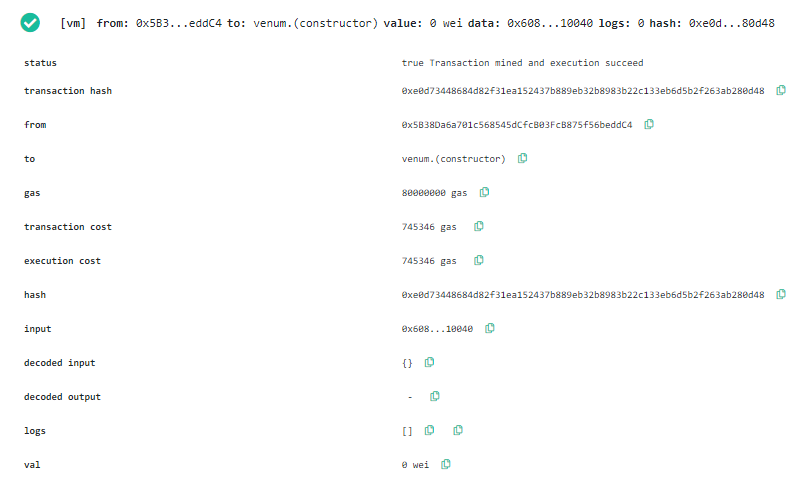 [vm] from: 0x5B3...eddC4 to: venum.(constructor) value: 0 wei data: 0x608...10040 logs: 0 hash: 0xe0d...80d48
status true Transaction mined and execution succeed
transaction hash 0xe0d73448684d82f31ea152437b889eb32b8983b22c133eb6d5b2f263ab280d48
from 0x5B38Da6a701c568545dCfcB03FcB875f56beddC4
to venum.(constructor)
gas 80000000 gas
transaction cost 745346 gas
execution cost 745346 gas
hash 0xe0d73448684d82f31ea152437b889eb32b8983b22c133eb6d5b2f263ab280d48
input 0x608...10040
decoded input {}
decoded output -
logs []
val 0 wei